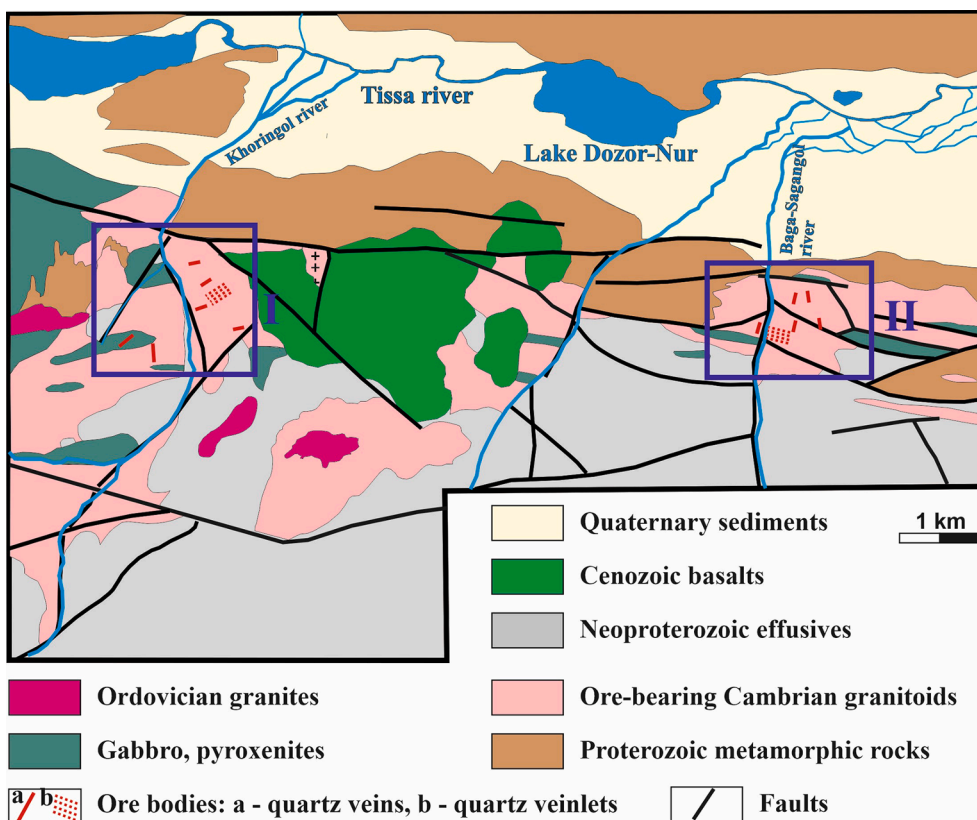 Tissa river
Khoringol river
Lake Dozor-Nur
Baga-Sagangol
river
I
II
Quaternary sediments
1 km
Cenozoic basalts
Neoproterozoic effusives
Ordovician granites
Ore-bearing Cambrian granitoids
Gabbro, pyroxenites
Proterozoic metamorphic rocks
a b
Ore bodies: a - quartz veins, b - quartz veinlets
Faults